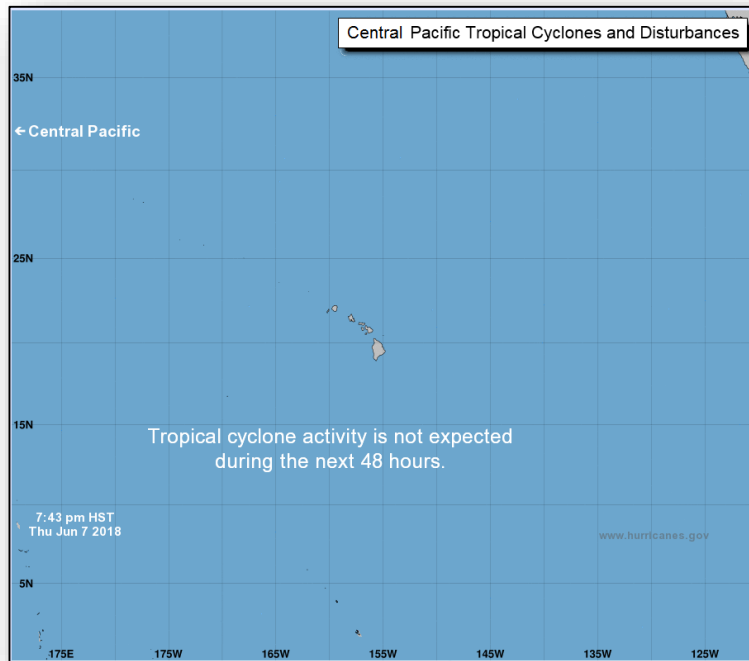 Central Pacific Tropical Cyclones and Disturbances
35N
←Central Pacific
25N
15N
Tropical cyclone activity is not expected
during the next 48 hours.
7:43 pm HST
Thu Jun 7 2018
www.hurricanes.gov
5N
175E 175W 165W 155W 145W 135W 125W